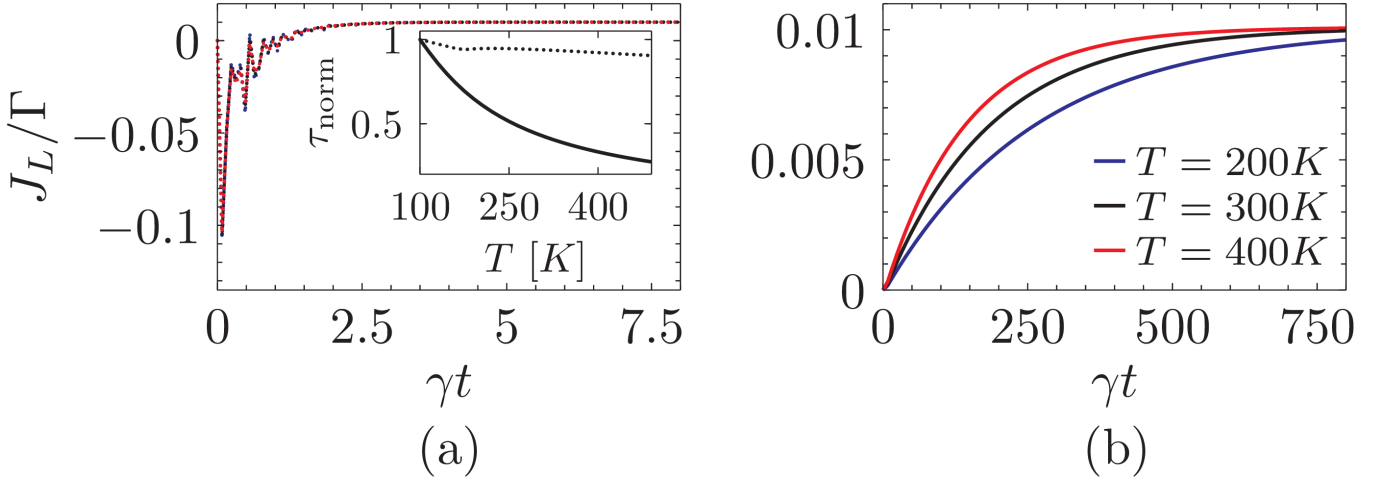 0
−0.05
−0.1
J_L/Γ
0 2.5 5 7.5
γt
(a)
1
0.5
τ_norm
100 250 400
T [K]
0.01
0.005
0
T = 200K
T = 300K
T = 400K
0 250 500 750
γt
(b)